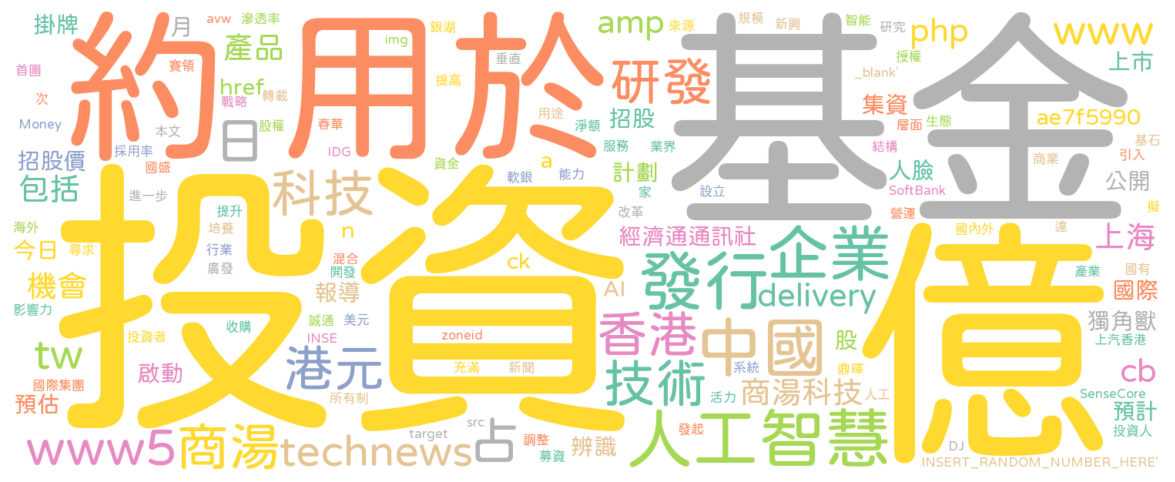 掛牌
月
avw
滲透率
銀湖
amp
來源
規模
新興
智能
研究
php
www
約用於
基金
首圖
賽領
產品
img
垂直
研發
授權
上市
次
href
戰略
轉載
提高
_blank'
集資
ae7f5990
Money
本文
日
股權
春華
用途
淨額
招股
層面
生態
招股價
採用率
國盛
IDG
a
服務
業界
結構
基石
包括
進一步
科技
資金
軟銀
能力
計劃
家
設立
人臉
SoftBank
商業
引入
公開
海外
提升
培養
n
改革
營運
擬
今日
尋求
行業
廣發
混合
開發
投資
億
經濟通通訊社
企業
達
國內外
上海
機會
報導
ck
AI
發行
delivery
產業
國有
國際
影響力
誠通
美元
香港
中國
獨角獸
投資者
收購
INSE
zoneid
股
上汽香港
tw
啟動
港元
充滿
新聞
技術
系統
鼎暉
cb
國際集團
所有制
商湯科技
人工
SenseCore
預估
活力
預計
www5
商湯
technews
target
src
占
調整
募資
辨識
人工智慧
發起
投資人
DJ
INSERT_RANDOM_NUMBER_HERE'